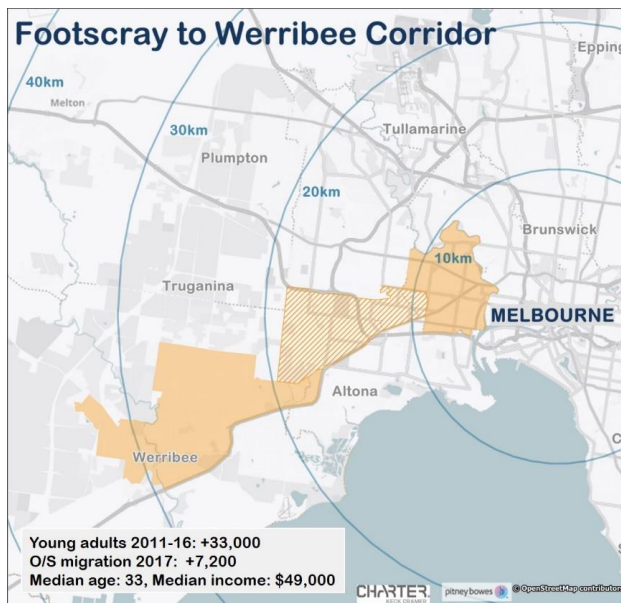 Footscray to Werribee Corridor
Epping
40km
Melton
30km
Tullamarine
Plumpton
20km
Brunswick
10km
Truganina
MELBOURNE
Altona
Werribee
Young adults 2011-16: +33,000
O/S migration 2017: +7,200
Median age: 33, Median income: $49,000
CHARTER.
KECK CRAMER
pitney bowes
© OpenStreetMap contributor